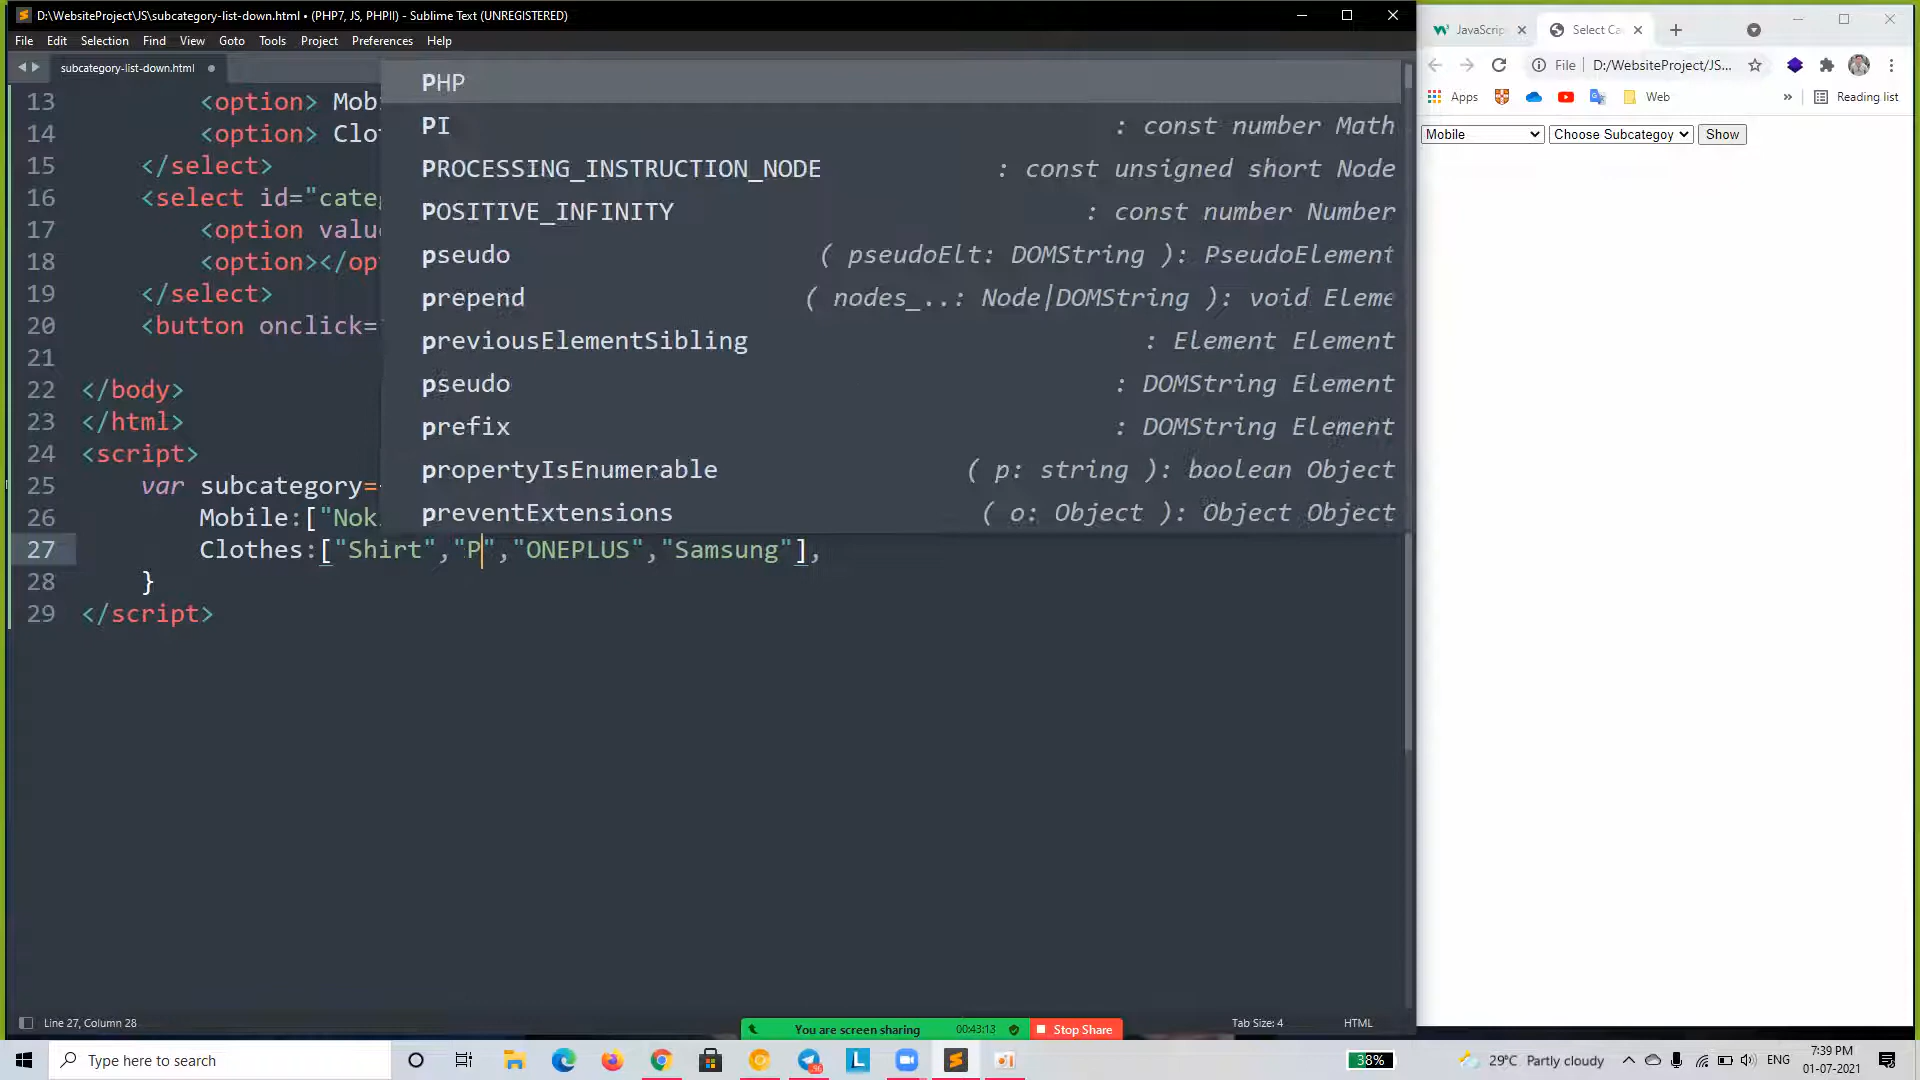 D:\WebsiteProject\JS\subcategory-list-down.html • (PHP7, JS, PHPII) - Sublime Text (UNREGISTERED)
File Edit Selection Find View Goto Tools Project Preferences Help
subcategory-list-down.html
13 <option> Mob
14 <option> Clo
15 </select>
16 <select id="cate
17 <option valu
18 <option></op
19 </select>
20 <button onclick=
21
22 </body>
23 </html>
24 <script>
25 var subcategory=
26 Mobile:["Nok
27 Clothes:["Shirt","P","ONEPLUS","Samsung"],
28 }
29 </script>
PHP
PI : const number Math
PROCESSING_INSTRUCTION_NODE : const unsigned short Node
POSITIVE_INFINITY : const number Number
pseudo ( pseudoElt: DOMString ): PseudoElement
prepend ( nodes_..: Node|DOMString ): void Eleme
previousElementSibling : Element Element
pseudo : DOMString Element
prefix : DOMString Element
propertyIsEnumerable ( p: string ): boolean Object
preventExtensions ( o: Object ): Object Object
Line 27, Column 28
Tab Size: 4 HTML
You are screen sharing 00:43:13 Stop Share
JavaScrip Select Ca
File D:/WebsiteProject/JS...
Apps Web » Reading list
Mobile Choose Subcategoy Show
Type here to search
L
38% 29°C Partly cloudy ENG 7:39 PM
01-07-2021